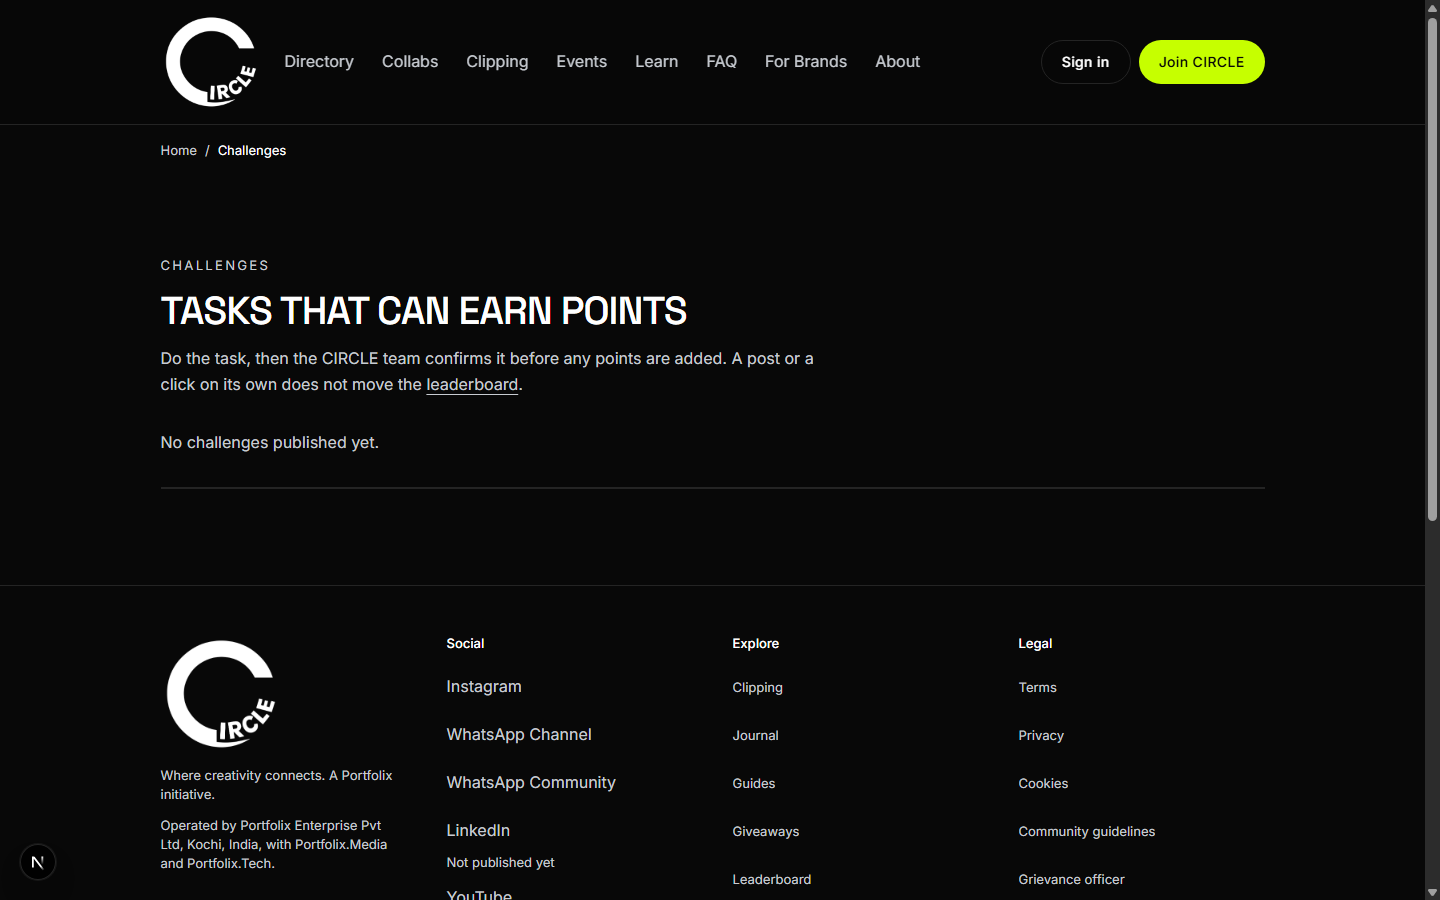 CIRCLE
Directory
Collabs
Clipping
Events
Learn
FAQ
For Brands
About
Sign in
Join CIRCLE
Home / Challenges
CHALLENGES
TASKS THAT CAN EARN POINTS
Do the task, then the CIRCLE team confirms it before any points are added. A post or a
click on its own does not move the leaderboard.
No challenges published yet.
CIRCLE
Where creativity connects. A Portfolix
initiative.
Operated by Portfolix Enterprise Pvt
Ltd, Kochi, India, with Portfolix.Media
and Portfolix.Tech.
Social
Instagram
WhatsApp Channel
WhatsApp Community
LinkedIn
Not published yet
YouTube
Explore
Clipping
Journal
Guides
Giveaways
Leaderboard
Legal
Terms
Privacy
Cookies
Community guidelines
Grievance officer
N